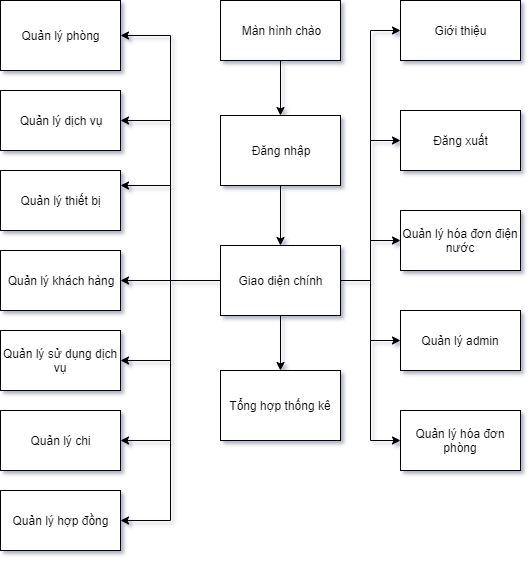 Quản lý phòng
Quản lý dịch vụ
Quản lý thiết bị
Quản lý khách hàng
Quản lý sử dụng dịch
vụ
Quản lý chi
Quản lý hợp đồng
Màn hình chảo
Đăng nhập
Giao diện chính
Tổng hợp thống kê
Giới thiệu
Đăng xuất
Quản lý hóa đơn điện
nước
Quản lý admin
Quản lý hóa đơn
phòng